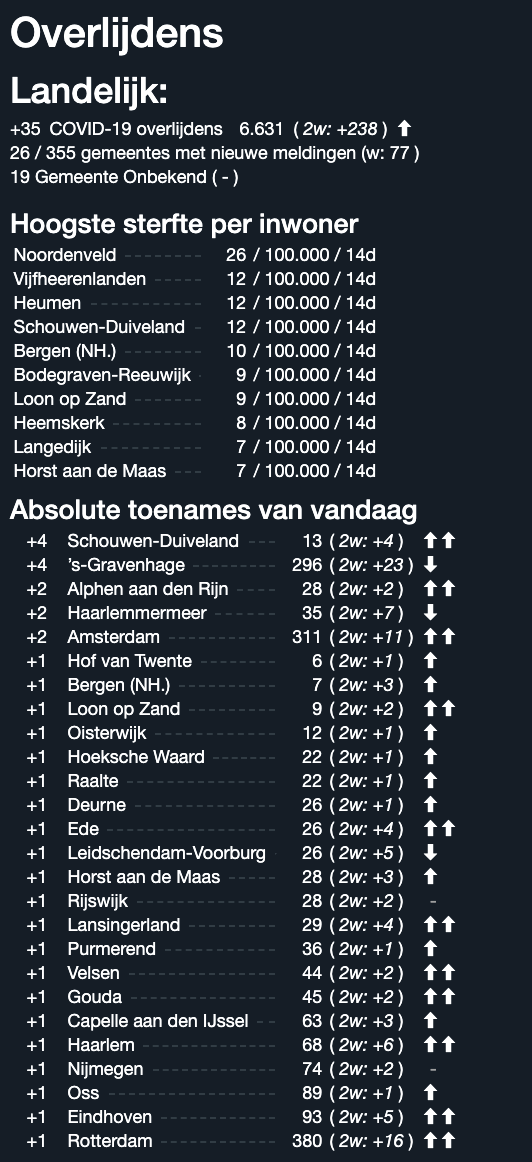 Overlijdens
Landelijk:
+35 COVID-19 overlijdens 6.631 ( 2w: +238 ) ⬆
26 / 355 gemeentes met nieuwe meldingen (w: 77 )
19 Gemeente Onbekend ( - )
Hoogste sterfte per inwoner
Noordenveld 26 / 100.000 / 14d
Vijfheerenlanden 12 / 100.000 / 14d
Heumen 12 / 100.000 / 14d
Schouwen-Duiveland 12 / 100.000 / 14d
Bergen (NH.) 10 / 100.000 / 14d
Bodegraven-Reeuwijk 9 / 100.000 / 14d
Loon op Zand 9 / 100.000 / 14d
Heemskerk 8 / 100.000 / 14d
Langedijk 7 / 100.000 / 14d
Horst aan de Maas 7 / 100.000 / 14d
Absolute toenames van vandaag
+4 Schouwen-Duiveland 13 ( 2w: +4 ) ⬆⬆
+4 's-Gravenhage 296 ( 2w: +23 ) ⬇
+2 Alphen aan den Rijn 28 ( 2w: +2 ) ⬆⬆
+2 Haarlemmermeer 35 ( 2w: +7 ) ⬇
+2 Amsterdam 311 ( 2w: +11 ) ⬆⬆
+1 Hof van Twente 6 ( 2w: +1 ) ⬆
+1 Bergen (NH.) 7 ( 2w: +3 ) ⬆
+1 Loon op Zand 9 ( 2w: +2 ) ⬆⬆
+1 Oisterwijk 12 ( 2w: +1 ) ⬆
+1 Hoeksche Waard 22 ( 2w: +1 ) ⬆
+1 Raalte 22 ( 2w: +1 ) ⬆
+1 Deurne 26 ( 2w: +1 ) ⬆
+1 Ede 26 ( 2w: +4 ) ⬆⬆
+1 Leidschendam-Voorburg 26 ( 2w: +5 ) ⬇
+1 Horst aan de Maas 28 ( 2w: +3 ) ⬆
+1 Rijswijk 28 ( 2w: +2 ) -
+1 Lansingerland 29 ( 2w: +4 ) ⬆⬆
+1 Purmerend 36 ( 2w: +1 ) ⬆
+1 Velsen 44 ( 2w: +2 ) ⬆⬆
+1 Gouda 45 ( 2w: +2 ) ⬆⬆
+1 Capelle aan den IJssel 63 ( 2w: +3 ) ⬆
+1 Haarlem 68 ( 2w: +6 ) ⬆⬆
+1 Nijmegen 74 ( 2w: +2 ) -
+1 Oss 89 ( 2w: +1 ) ⬆
+1 Eindhoven 93 ( 2w: +5 ) ⬆⬆
+1 Rotterdam 380 ( 2w: +16 ) ⬆⬆